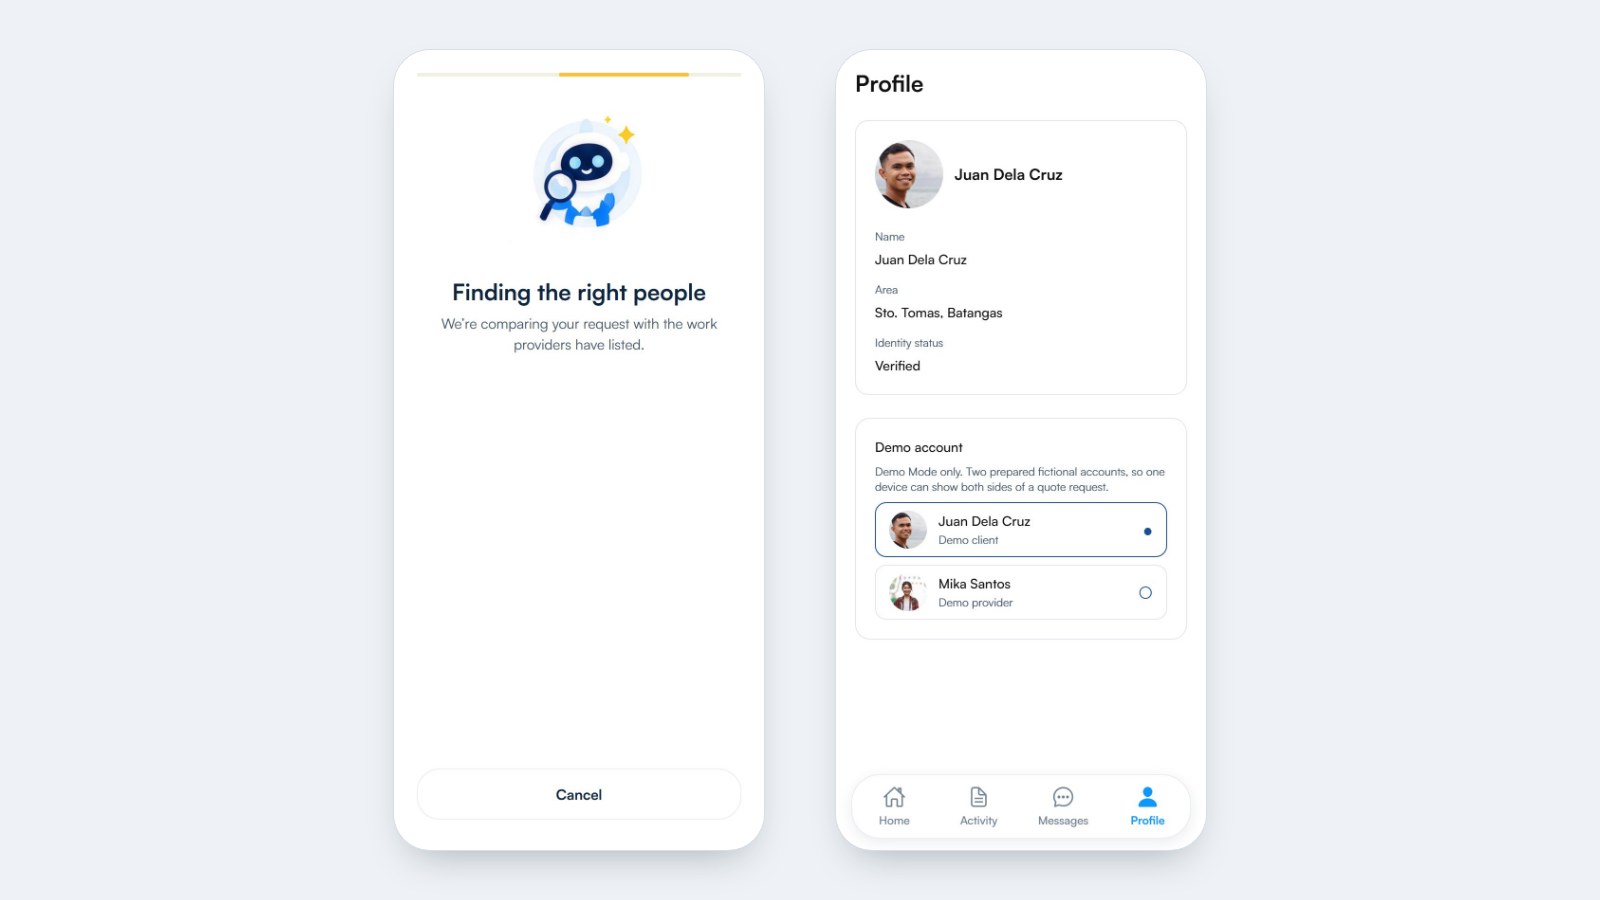 Finding the right people
We're comparing your request with the work
providers have listed.
Cancel
Profile
Juan Dela Cruz
Name
Juan Dela Cruz
Area
Sto. Tomas, Batangas
Identity status
Verified
Demo account
Demo Mode only. Two prepared fictional accounts, so one
device can show both sides of a quote request.
Juan Dela Cruz
Demo client
Mika Santos
Demo provider
Home
Activity
Messages
Profile